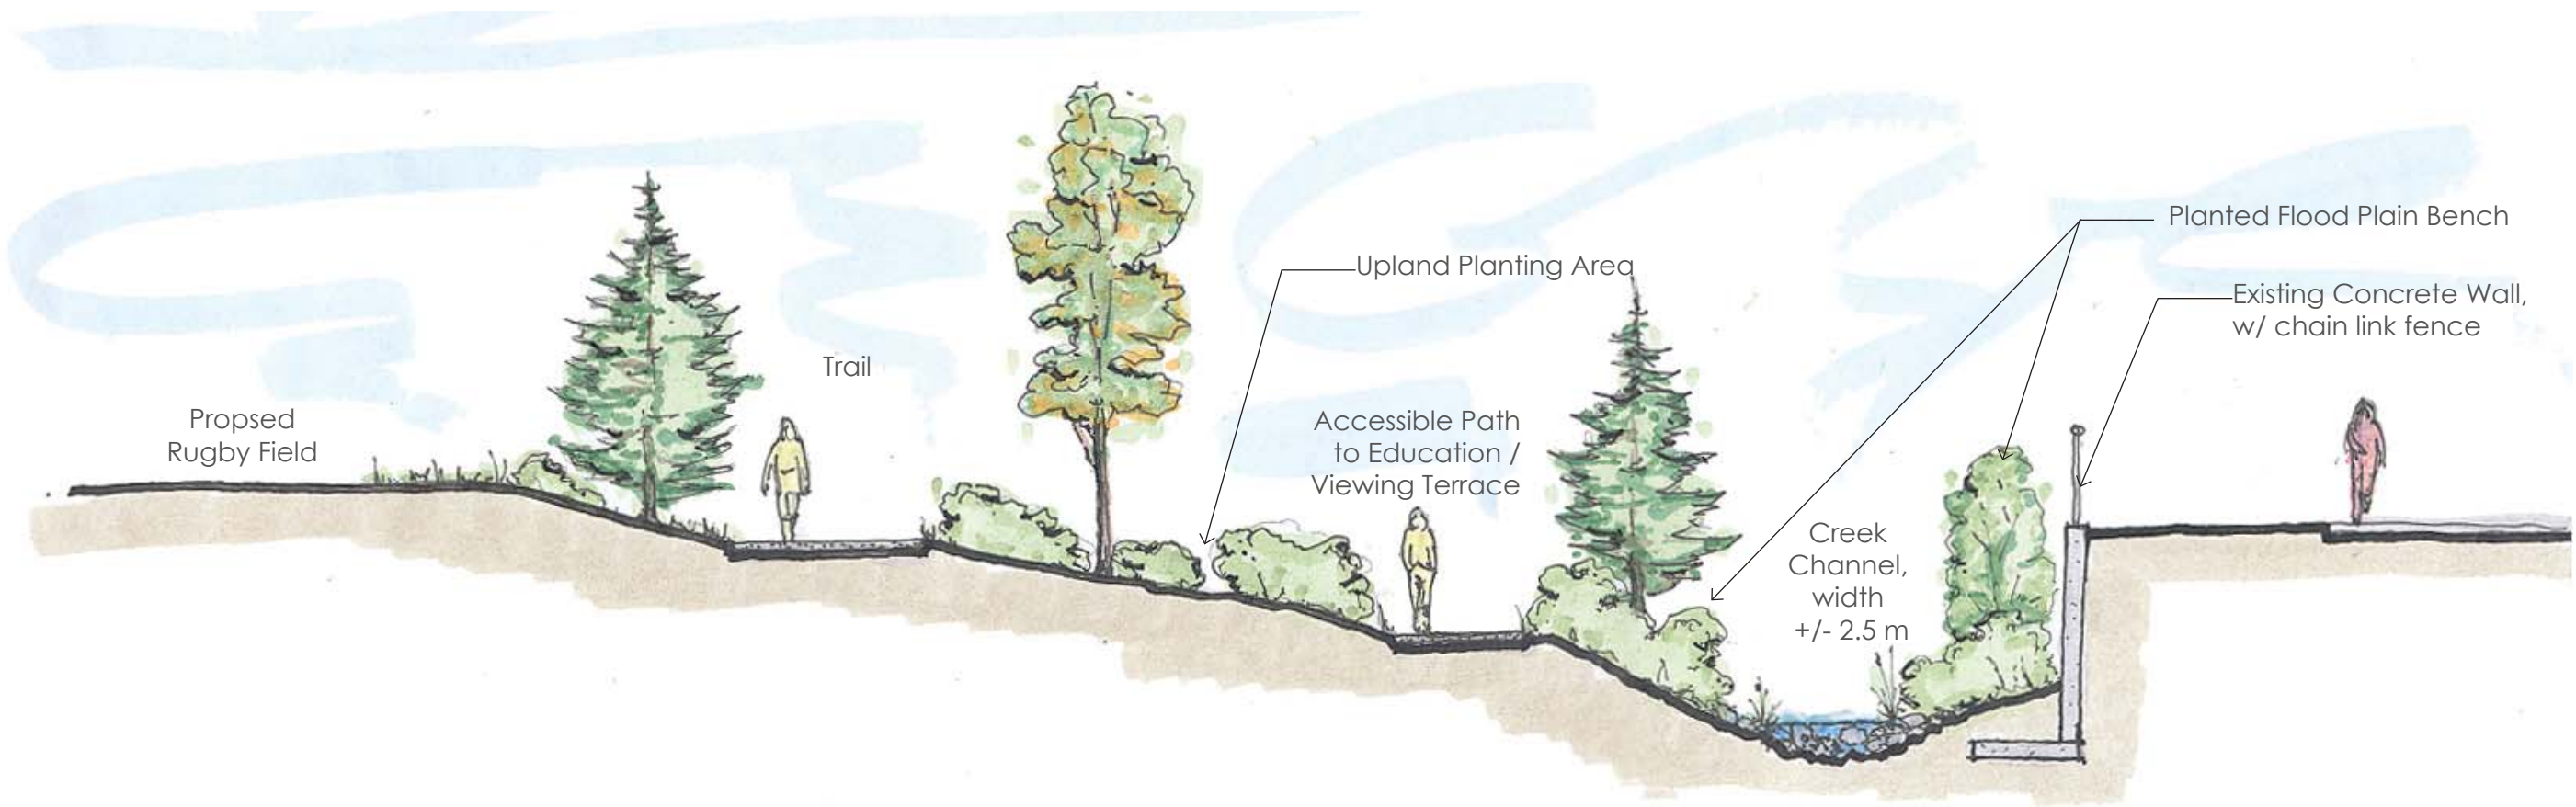 Propsed
Rugby Field
Trail
Upland Planting Area
Accessible Path
to Education /
Viewing Terrace
Creek
Channel,
width
+/- 2.5 m
Planted Flood Plain Bench
Existing Concrete Wall,
w/ chain link fence